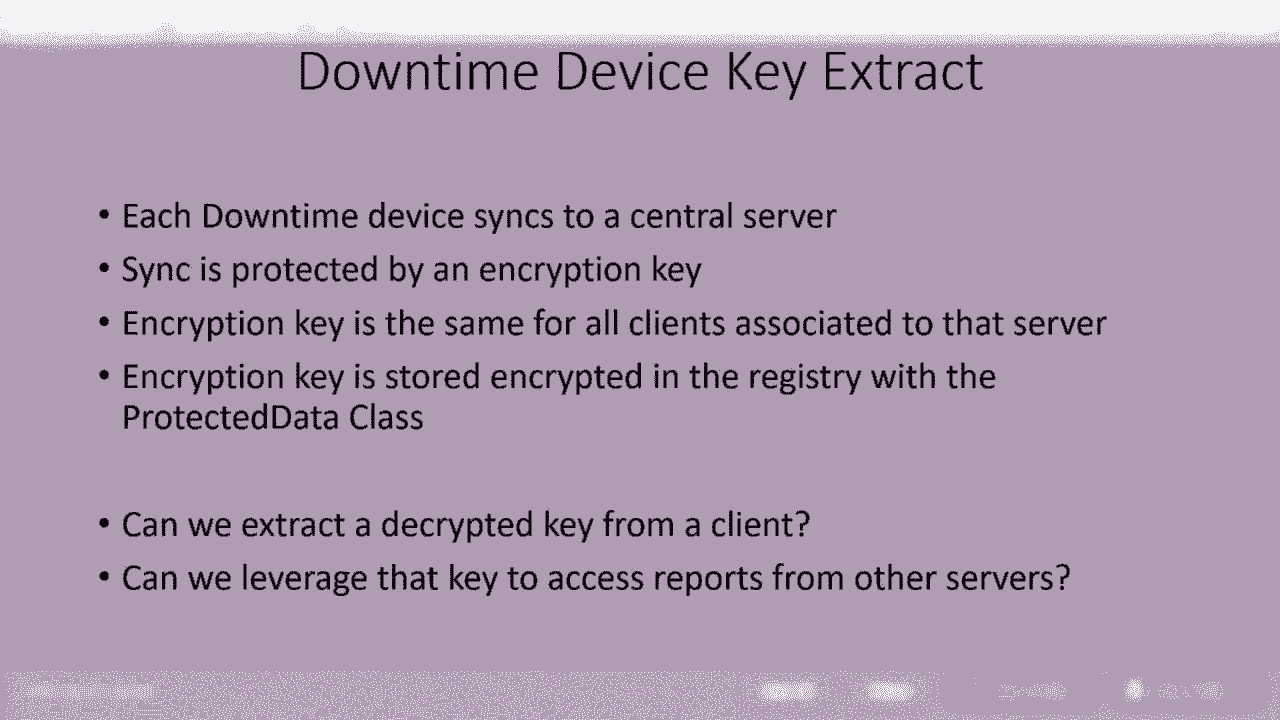 Downtime Device Key Extract
• Each Downtime device syncs to a central server
• Sync is protected by an encryption key
• Encryption key is the same for all clients associated to that server
• Encryption key is stored encrypted in the registry with the
ProtectedData Class
• Can we extract a decrypted key from a client?
• Can we leverage that key to access reports from other servers?